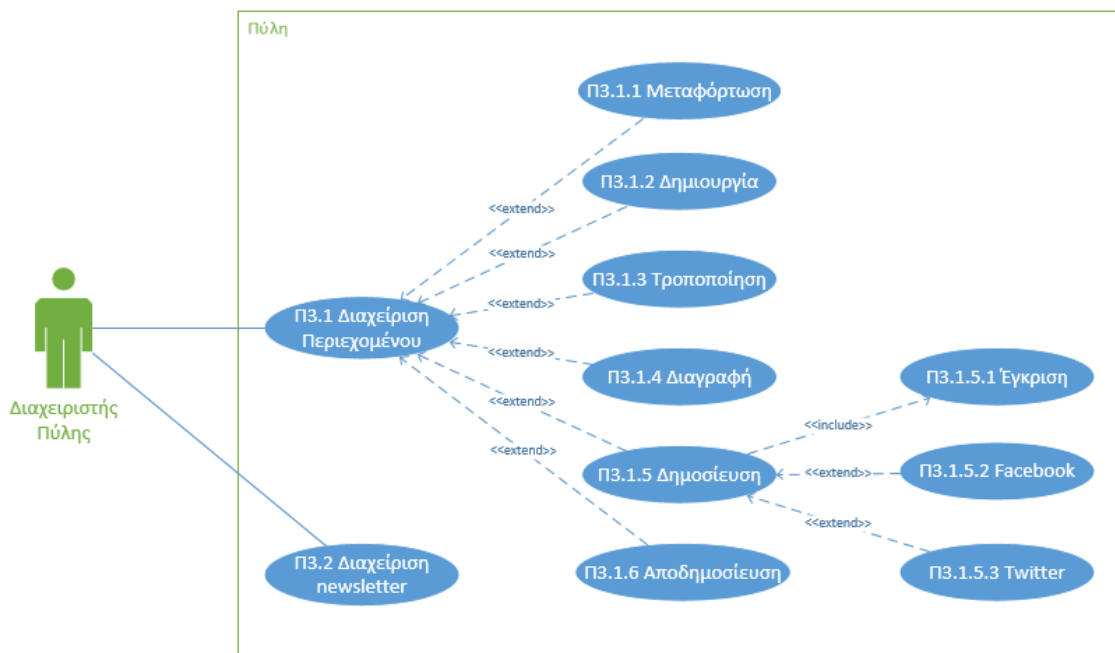 Πύλη
Π3.1.1 Μεταφόρτωση
Π3.1.2 Δημιουργία
<<extend>>
<<extend>>
Π3.1.3 Τροποποίηση
<<extend>>
Π3.1 Διαχείριση
Περιεχομένου
<<extend>>
Π3.1.4 Διαγραφή
Π3.1.5.1 Έγκριση
Διαχειριστής
Πύλης
<<extend>>
<<include>>
<<extend>>
Π3.1.5 Δημοσίευση
<<extend>>
Π3.1.5.2 Facebook
<<extend>>
Π3.2 Διαχείριση
newsletter
Π3.1.6 Αποδημοσίευση
Π3.1.5.3 Twitter